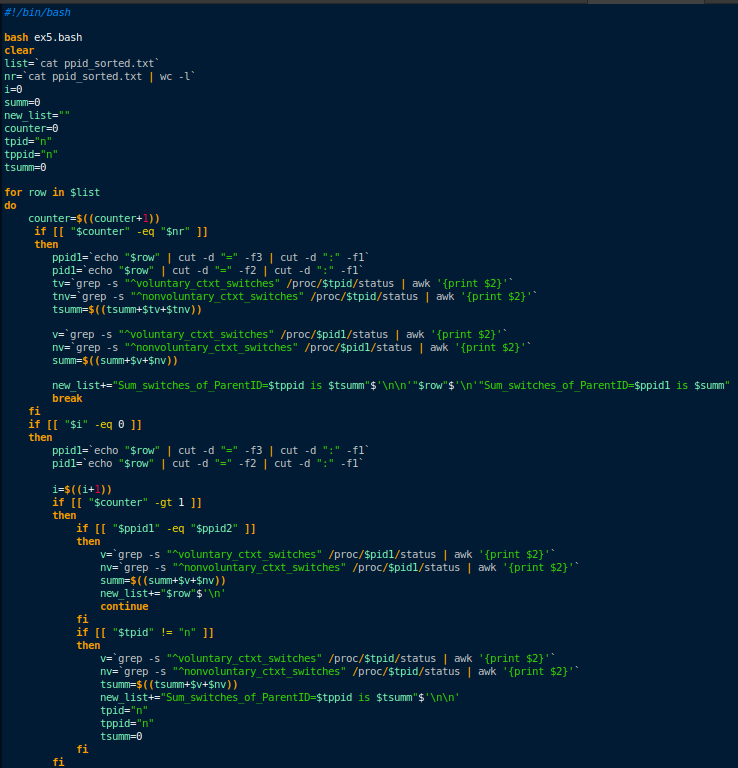 #!/bin/bash

bash ex5.bash
clear
list=`cat ppid_sorted.txt`
nr=`cat ppid_sorted.txt | wc -l`
i=0
summ=0
new_list=""
counter=0
tpid="n"
tppid="n"
tsumm=0

for row in $list
do
    counter=$((counter+1))
     if [[ "$counter" -eq "$nr" ]]
     then
        ppid1=`echo "$row" | cut -d "=" -f3 | cut -d ":" -f1`
        pid1=`echo "$row" | cut -d "=" -f2 | cut -d ":" -f1`
        tv=`grep -s "^voluntary_ctxt_switches" /proc/$tpid/status | awk '{print $2}'`
        tnv=`grep -s "^nonvoluntary_ctxt_switches" /proc/$tpid/status | awk '{print $2}'`
        tsumm=$((tsumm+$tv+$tnv))

        v=`grep -s "^voluntary_ctxt_switches" /proc/$pid1/status | awk '{print $2}'`
        nv=`grep -s "^nonvoluntary_ctxt_switches" /proc/$pid1/status | awk '{print $2}'`
        summ=$((summ+$v+$nv))

        new_list+="Sum_switches_of_ParentID=$tppid is $tsumm"$'\n\n'"$row"$'\n'"Sum_switches_of_ParentID=$ppid1 is $summ"
        break
    fi
    if [[ "$i" -eq 0 ]]
    then
        ppid1=`echo "$row" | cut -d "=" -f3 | cut -d ":" -f1`
        pid1=`echo "$row" | cut -d "=" -f2 | cut -d ":" -f1`

        i=$((i+1))
        if [[ "$counter" -gt 1 ]]
        then
            if [[ "$ppid1" -eq "$ppid2" ]]
            then
                v=`grep -s "^voluntary_ctxt_switches" /proc/$pid1/status | awk '{print $2}'`
                nv=`grep -s "^nonvoluntary_ctxt_switches" /proc/$pid1/status | awk '{print $2}'`
                summ=$((summ+$v+$nv))
                new_list+="$row"$'\n'
                continue
            fi
            if [[ "$tpid" != "n" ]]
            then
                v=`grep -s "^voluntary_ctxt_switches" /proc/$tpid/status | awk '{print $2}'`
                nv=`grep -s "^nonvoluntary_ctxt_switches" /proc/$tpid/status | awk '{print $2}'`
                tsumm=$((tsumm+$v+$nv))
                new_list+="Sum_switches_of_ParentID=$tppid is $tsumm"$'\n\n'
                tpid="n"
                tppid="n"
                tsumm=0
            fi
        fi